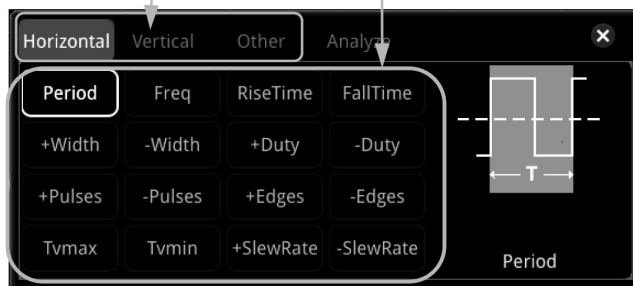 Horizontal Vertical Other Analyze
Period Freq RiseTime FallTime
+Width -Width +Duty -Duty
+Pulses -Pulses +Edges -Edges
Tvmax Tvmin +SlewRate -SlewRate
T
Period